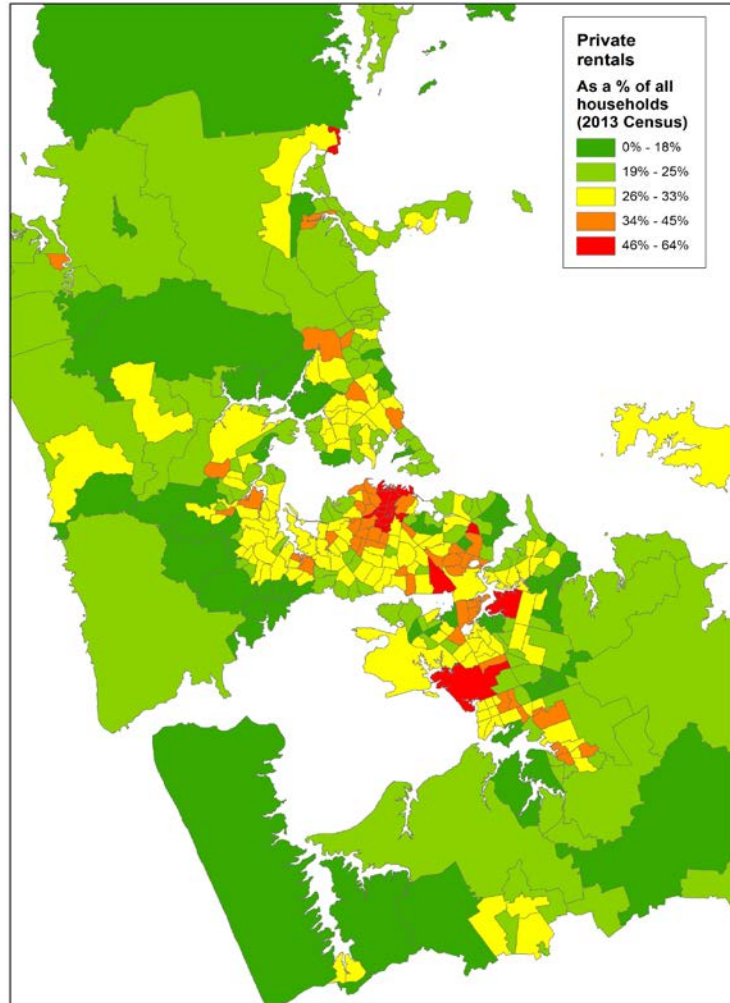 Private
rentals
As a % of all
households
(2013 Census)
0% - 18%
19% - 25%
26% - 33%
34% - 45%
46% - 64%